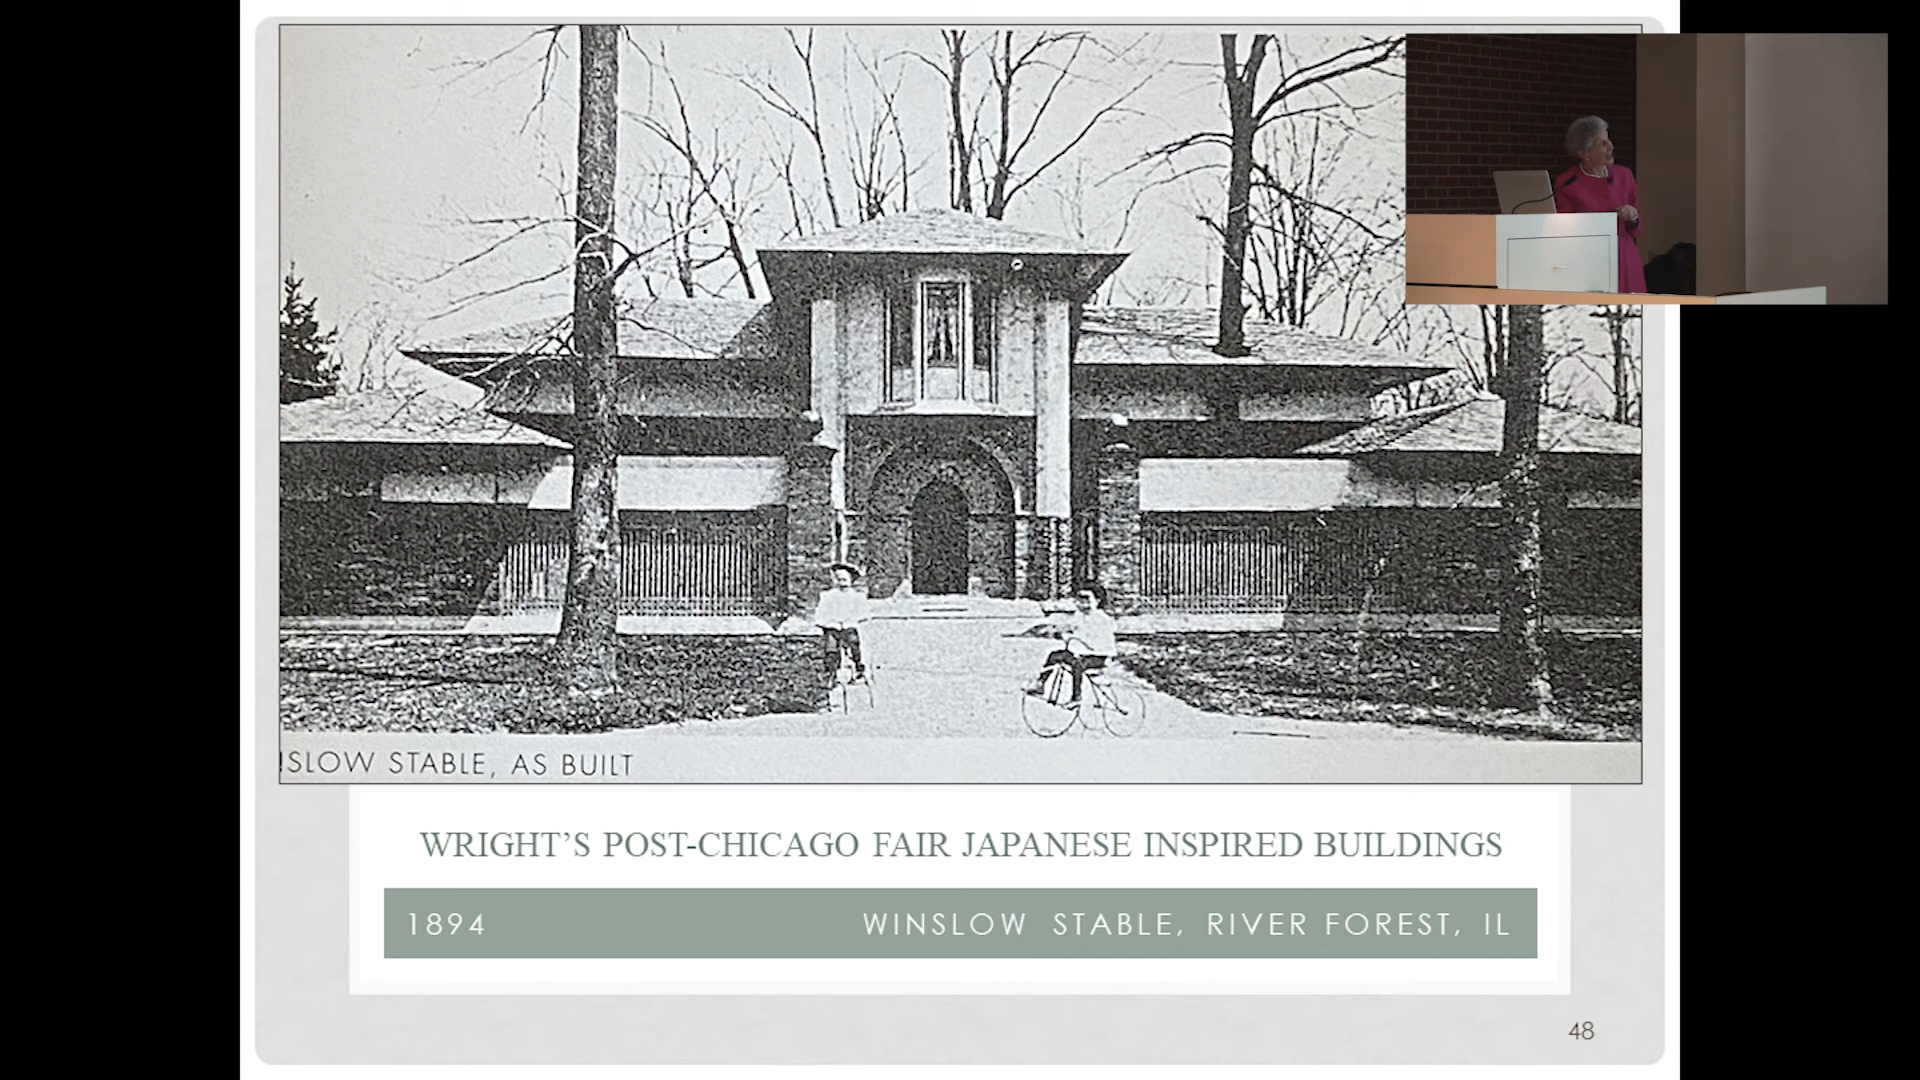 ISLOW STABLE, AS BUILT
WRIGHT'S POST-CHICAGO FAIR JAPANESE INSPIRED BUILDINGS
1894 WINSLOW STABLE, RIVER FOREST, IL
48